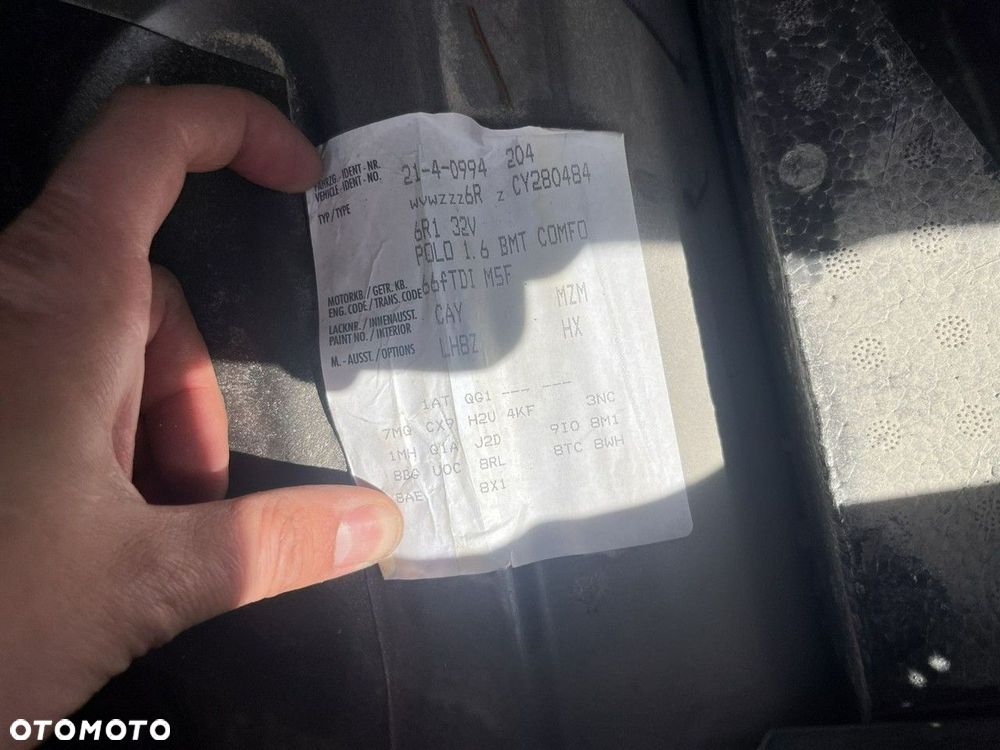 21-4-0994 204
FAHRZG.-IDENT-NR.
VEHICLE-IDENT-NO. WVWZZZ6R Z CY280484
TYP/TYPE 6R1 32V
POLO 1.6 BMT COMFO
66fTDI M5F
MOTORKB./GETR.KB.
ENG. CODE/TRANS. CODE CAY MZM
LACKNR./INNENAUSST.
PAINT NO./INTERIOR LHBZ HX
M.-AUSST./OPTIONS
1AT QG1 --- ---
7MG CX9 H2U 4KF 3NC
1MH Q1A J2D 9I0 8M1
8BG U0C 8RL 8TC 8WH
8AE 8X1
OTOMOTO